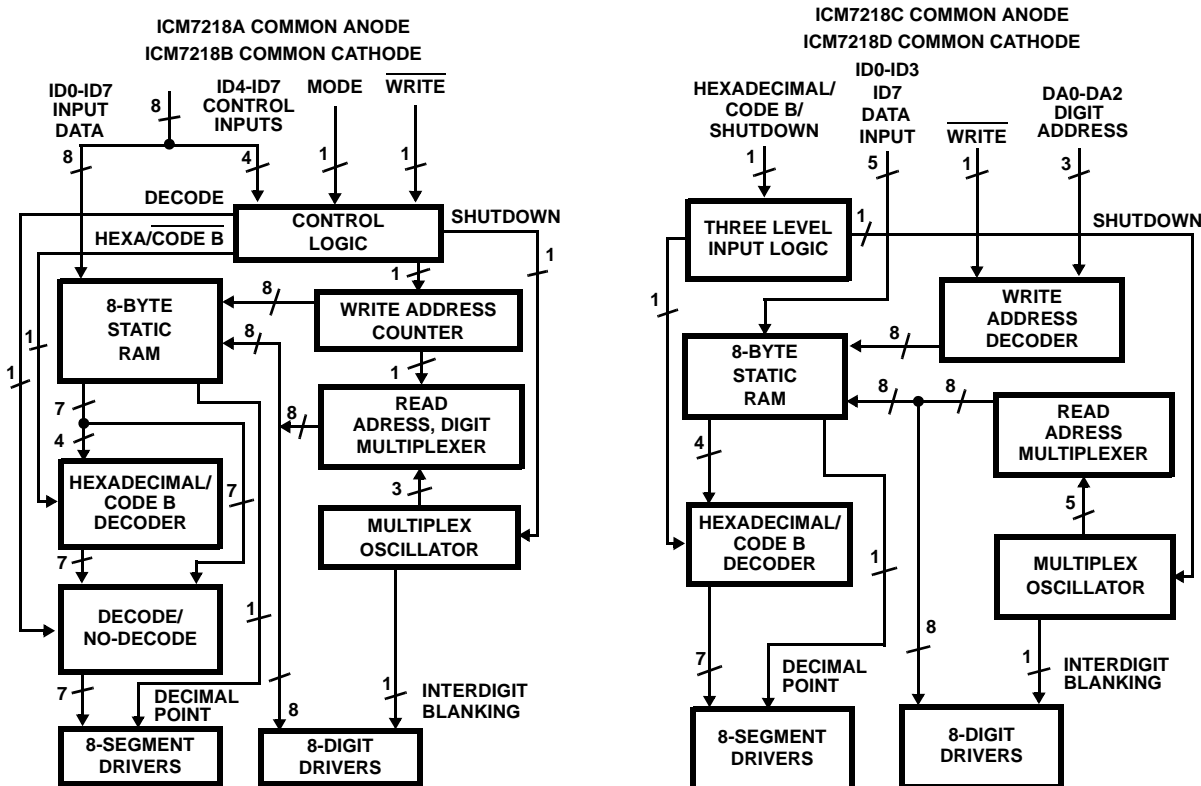 ICM7218A COMMON ANODE
ICM7218B COMMON CATHODE
ID0-ID7
INPUT
DATA
8
ID4-ID7
CONTROL
INPUTS
MODE
WRITE
8
4
1
1
DECODE
HEXA/CODE B
CONTROL
LOGIC
SHUTDOWN
1
1
8-BYTE
STATIC
RAM
8
WRITE ADDRESS
COUNTER
8
1
1
1
7
4
8
READ
ADRESS, DIGIT
MULTIPLEXER
HEXADECIMAL/
CODE B
DECODER
7
3
MULTIPLEX
OSCILLATOR
7
DECODE/
NO-DECODE
1
7
DECIMAL
POINT
8
1
INTERDIGIT
BLANKING
8-SEGMENT
DRIVERS
8-DIGIT
DRIVERS
ICM7218C COMMON ANODE
ICM7218D COMMON CATHODE
HEXADECIMAL/
CODE B/
SHUTDOWN
ID0-ID3
ID7
DATA
INPUT
WRITE
DA0-DA2
DIGIT
ADDRESS
1
5
1
3
THREE LEVEL
INPUT LOGIC
1
SHUTDOWN
1
WRITE
ADDRESS
DECODER
8-BYTE
STATIC
RAM
8
8
8
READ
ADRESS
MULTIPLEXER
4
5
HEXADECIMAL/
CODE B
DECODER
1
MULTIPLEX
OSCILLATOR
7
DECIMAL
POINT
8
1
INTERDIGIT
BLANKING
8-SEGMENT
DRIVERS
8-DIGIT
DRIVERS